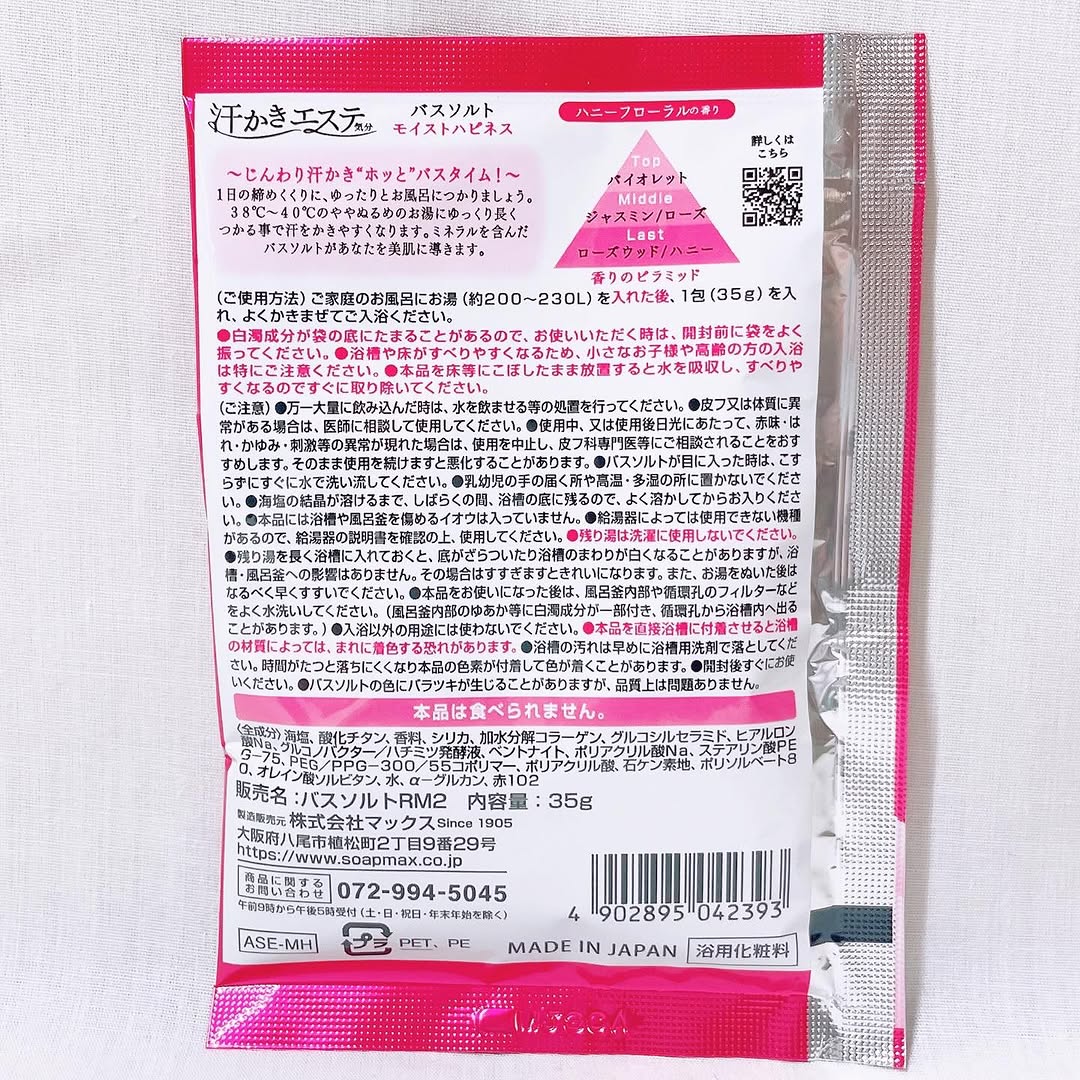 汗かきエステ気分
バスソルト
モイストハピネス
～じんわり汗かき“ホッと”バスタイム！～
1日の締めくくりに、ゆったりとお風呂につかりましょう。
38℃～40℃のややぬるめのお湯にゆっくり長く
つかる事で汗をかきやすくなります。ミネラルを含んだ
バスソルトがあなたを美肌に導きます。
ハニーフローラルの香り
Top
バイオレット
Middle
ジャスミン/ローズ
Last
ローズウッド/ハニー
香りのピラミッド
詳しくは
こちら
(ご使用方法) ご家庭のお風呂にお湯 (約200～230L) を入れた後、1包 (35g) を入
れ、よくかきまぜてご入浴ください。
●白濁成分が袋の底にたまることがあるので、お使いいただく時は、開封前に袋をよく
振ってください。●浴槽や床がすべりやすくなるため、小さなお子様や高齢の方の入浴
は特にご注意ください。●本品を床等にこぼしたまま放置すると水を吸収し、すべりや
すくなるのですぐに取り除いてください。
(ご注意) ●万一大量に飲み込んだ時は、水を飲ませる等の処置を行ってください。●皮フ又は体質に異
常がある場合は、医師に相談して使用してください。●使用中、又は使用後日光にあたって、赤味・は
れ・かゆみ・刺激等の異常が現れた場合は、使用を中止し、皮フ科専門医等にご相談されることをおす
すめします。そのまま使用を続けますと悪化することがあります。●バスソルトが目に入った時は、こす
らずにすぐに水で洗い流してください。●乳幼児の手の届く所や高温・多湿の所に置かないでくださ
い。●海塩の結晶が溶けるまで、しばらくの間、浴槽の底に残るので、よく溶かしてからお入りくださ
い。●本品には浴槽や風呂釜を傷めるイオウは入っていません。●給湯器によっては使用できない機種
があるので、給湯器の説明書を確認の上、使用してください。●残り湯は洗濯に使用しないでください。
●残り湯を長く浴槽に入れておくと、底がざらついたり浴槽のまわりが白くなることがありますが、浴
槽・風呂釜への影響はありません。その場合はすすぎますときれいになります。また、お湯をぬいた後は
なるべく早くすすいでください。●本品をお使いになった後は、風呂釜内部や循環孔のフィルターなど
をよく水洗いしてください。(風呂釜内部のゆあか等に白濁成分が一部付き、循環孔から浴槽内へ出る
ことがあります。) ●入浴以外の用途には使わないでください。●本品を直接浴槽に付着させると浴槽
の材質によっては、まれに着色する恐れがあります。●浴槽の汚れは早めに浴槽用洗剤で落としてくだ
さい。時間がたつと落ちにくくなり本品の色素が付着して色が着くことがあります。●開封後すぐにお使
いください。●バスソルトの色にバラツキが生じることがありますが、品質上は問題ありません。
本品は食べられません。
(全成分) 海塩、酸化チタン、香料、シリカ、加水分解コラーゲン、グルコシルセラミド、ヒアルロン
酸Na、グルコノバクター/ハチミツ発酵液、ベントナイト、ポリアクリル酸Na、ステアリン酸PE
G-75、PEG/PPG-300/55コポリマー、ポリアクリル酸、石ケン素地、ポリソルベート8
0、オレイン酸ソルビタン、水、α-グルカン、赤102
販売名：バスソルトRM2 内容量：35g
製造販売元 株式会社マックス Since 1905
大阪府八尾市植松町2丁目9番29号
https://www.soapmax.co.jp
商品に関する
お問い合わせ 072-994-5045
午前9時から午後5時受付 (土・日・祝日・年末年始を除く)
4 902895 042393
ASE-MH プラ PET、PE MADE IN JAPAN 浴用化粧料